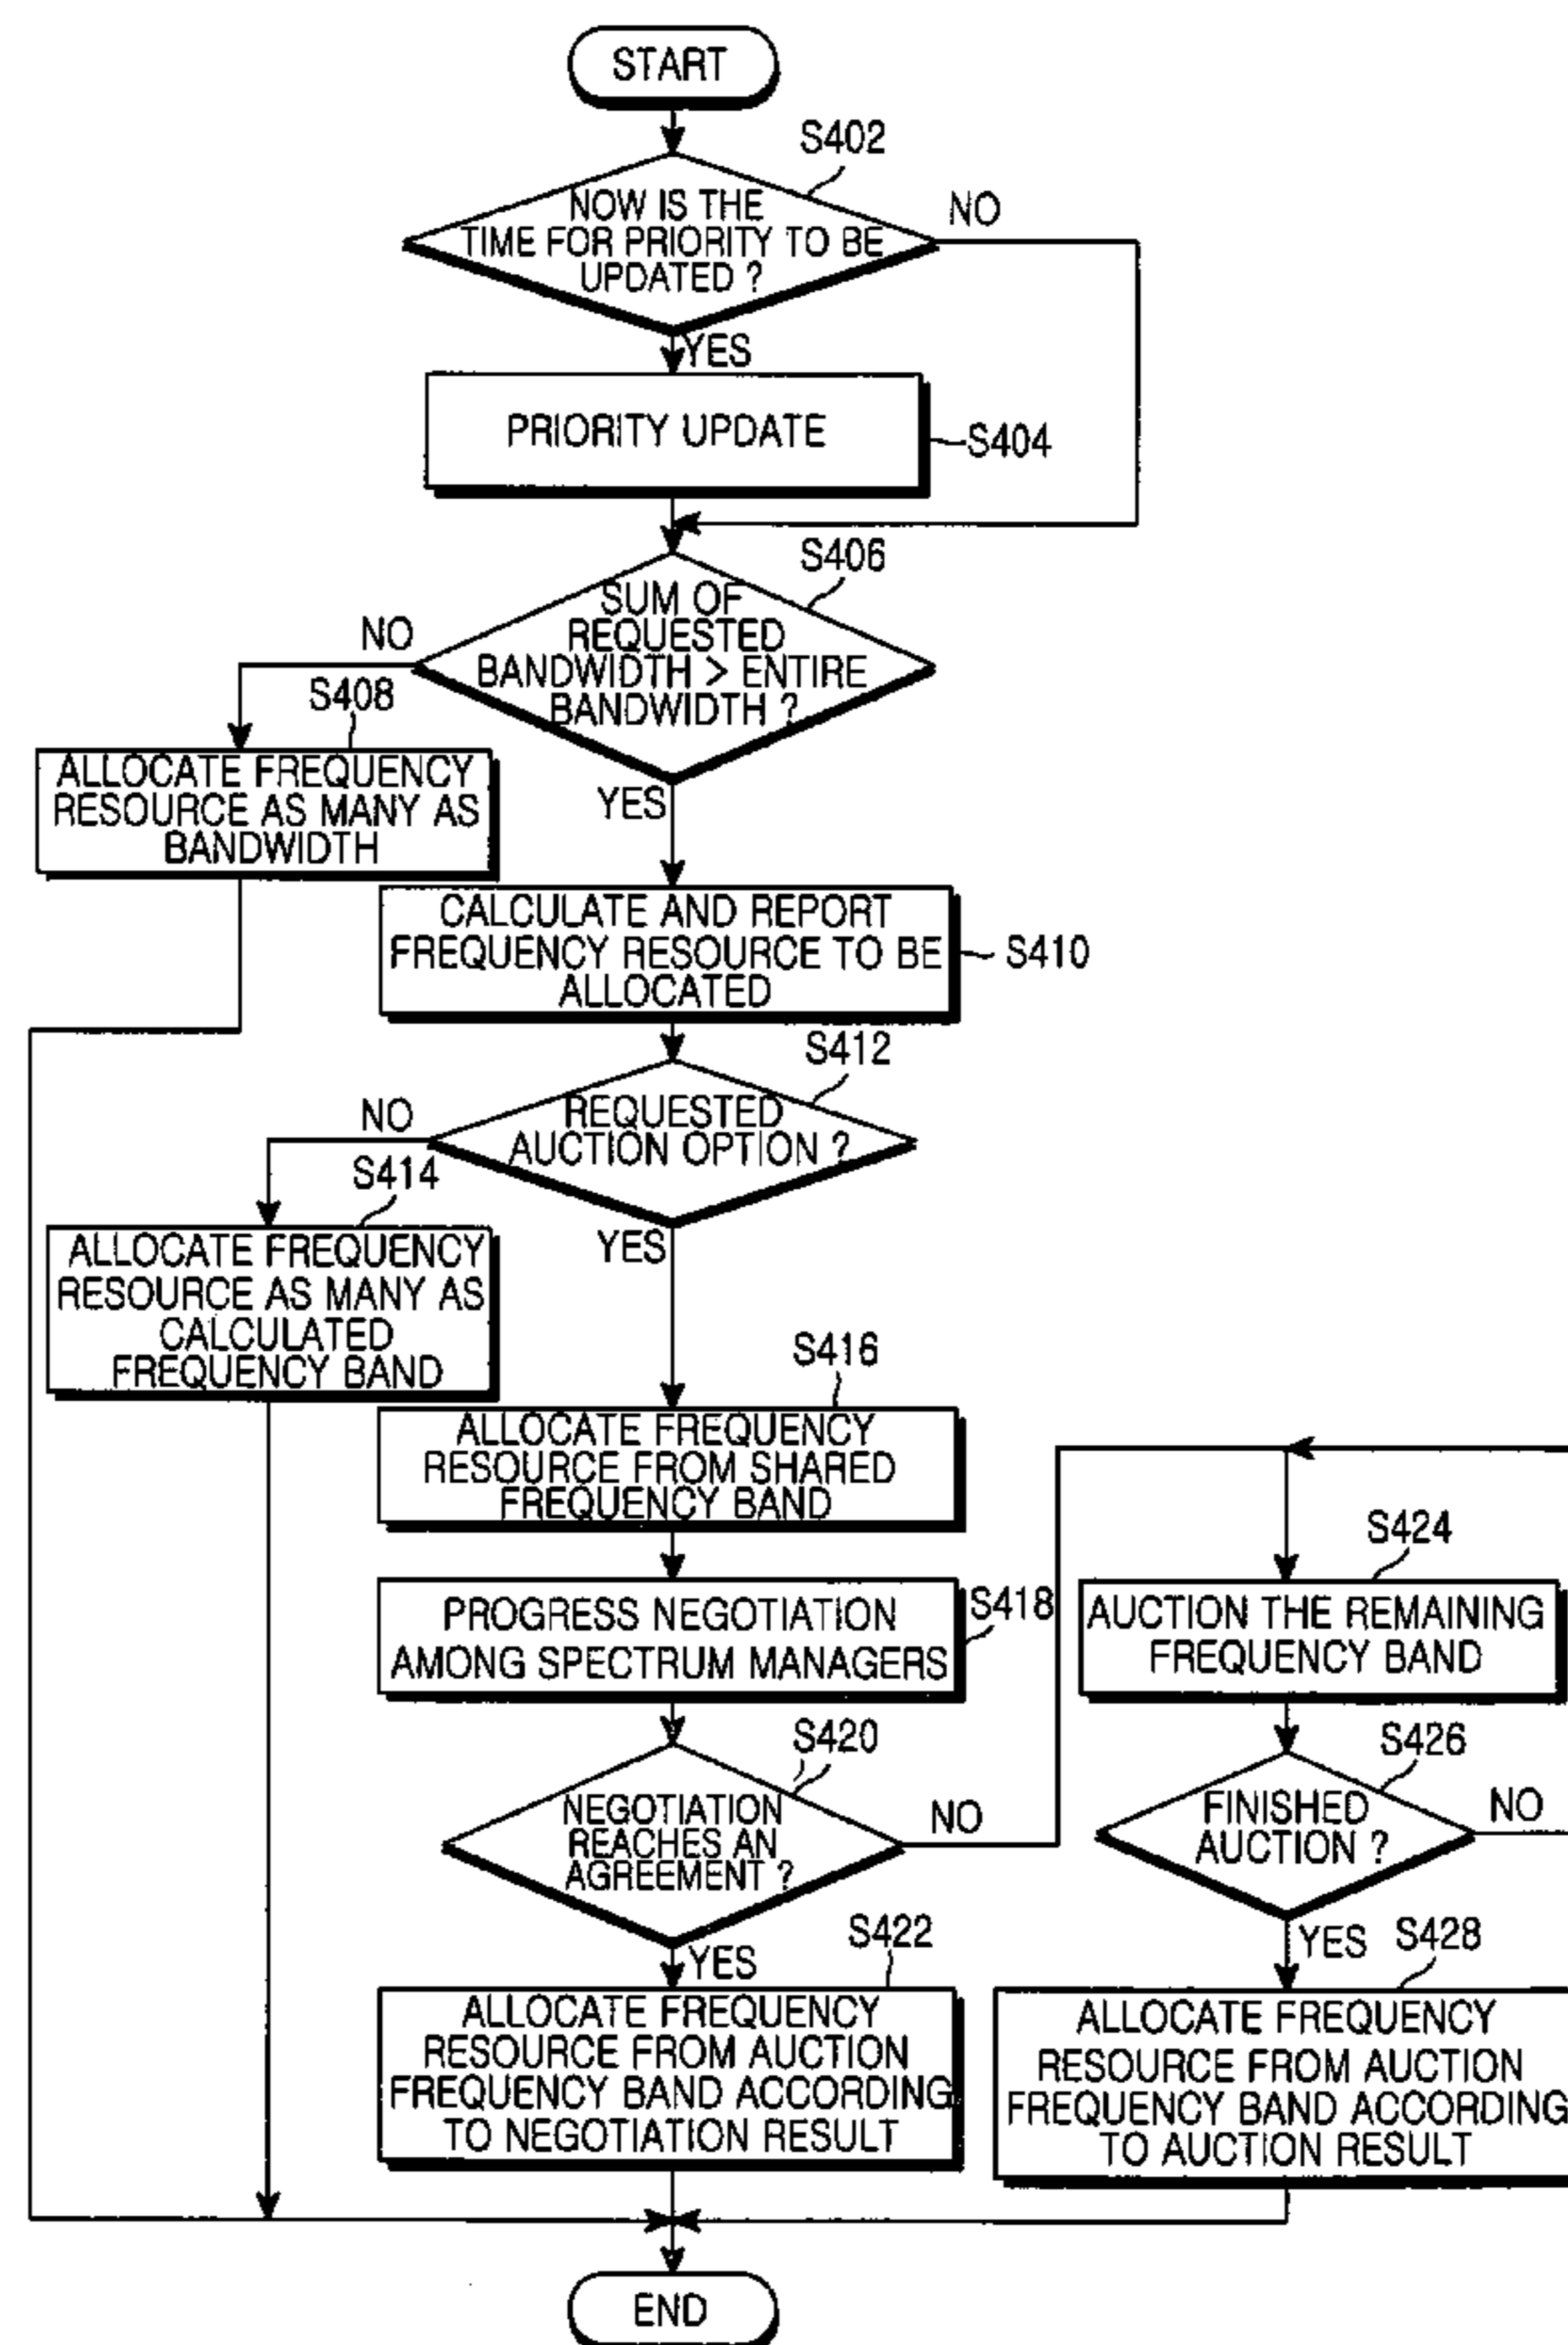 START
S402
NOW IS THE
TIME FOR PRIORITY TO BE
UPDATED ?
NO
YES
PRIORITY UPDATE
S404
S406
SUM OF
REQUESTED
BANDWIDTH > ENTIRE
BANDWIDTH ?
NO
S408
ALLOCATE FREQUENCY
RESOURCE AS MANY AS
BANDWIDTH
YES
CALCULATE AND REPORT
FREQUENCY RESOURCE TO BE
ALLOCATED
S410
S412
REQUESTED
AUCTION OPTION ?
NO
S414
ALLOCATE FREQUENCY
RESOURCE AS MANY AS
CALCULATED
FREQUENCY BAND
YES
S416
ALLOCATE FREQUENCY
RESOURCE FROM SHARED
FREQUENCY BAND
PROGRESS NEGOTIATION
AMONG SPECTRUM MANAGERS
S418
S420
NEGOTIATION
REACHES AN
AGREEMENT ?
NO
YES
S422
ALLOCATE FREQUENCY
RESOURCE FROM AUCTION
FREQUENCY BAND ACCORDING
TO NEGOTIATION RESULT
S424
AUCTION THE REMAINING
FREQUENCY BAND
S426
FINISHED
AUCTION ?
NO
YES
S428
ALLOCATE FREQUENCY
RESOURCE FROM AUCTION
FREQUENCY BAND ACCORDING
TO AUCTION RESULT
END